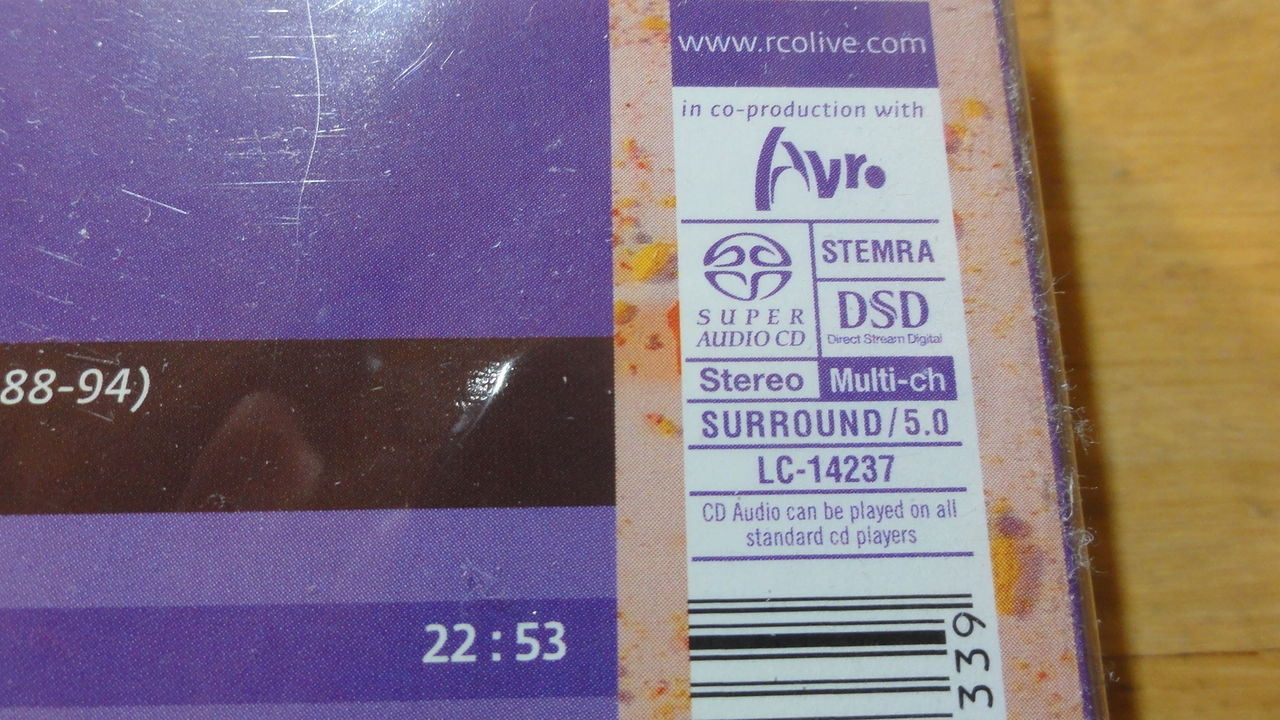 88-94)
22:53
www.rcolive.com
in co-production with
Avro
SUPER
AUDIO CD
STEMRA
DSD
Direct Stream Digital
Stereo
Multi-ch
SURROUND/5.0
LC-14237
CD Audio can be played on all
standard cd players
339